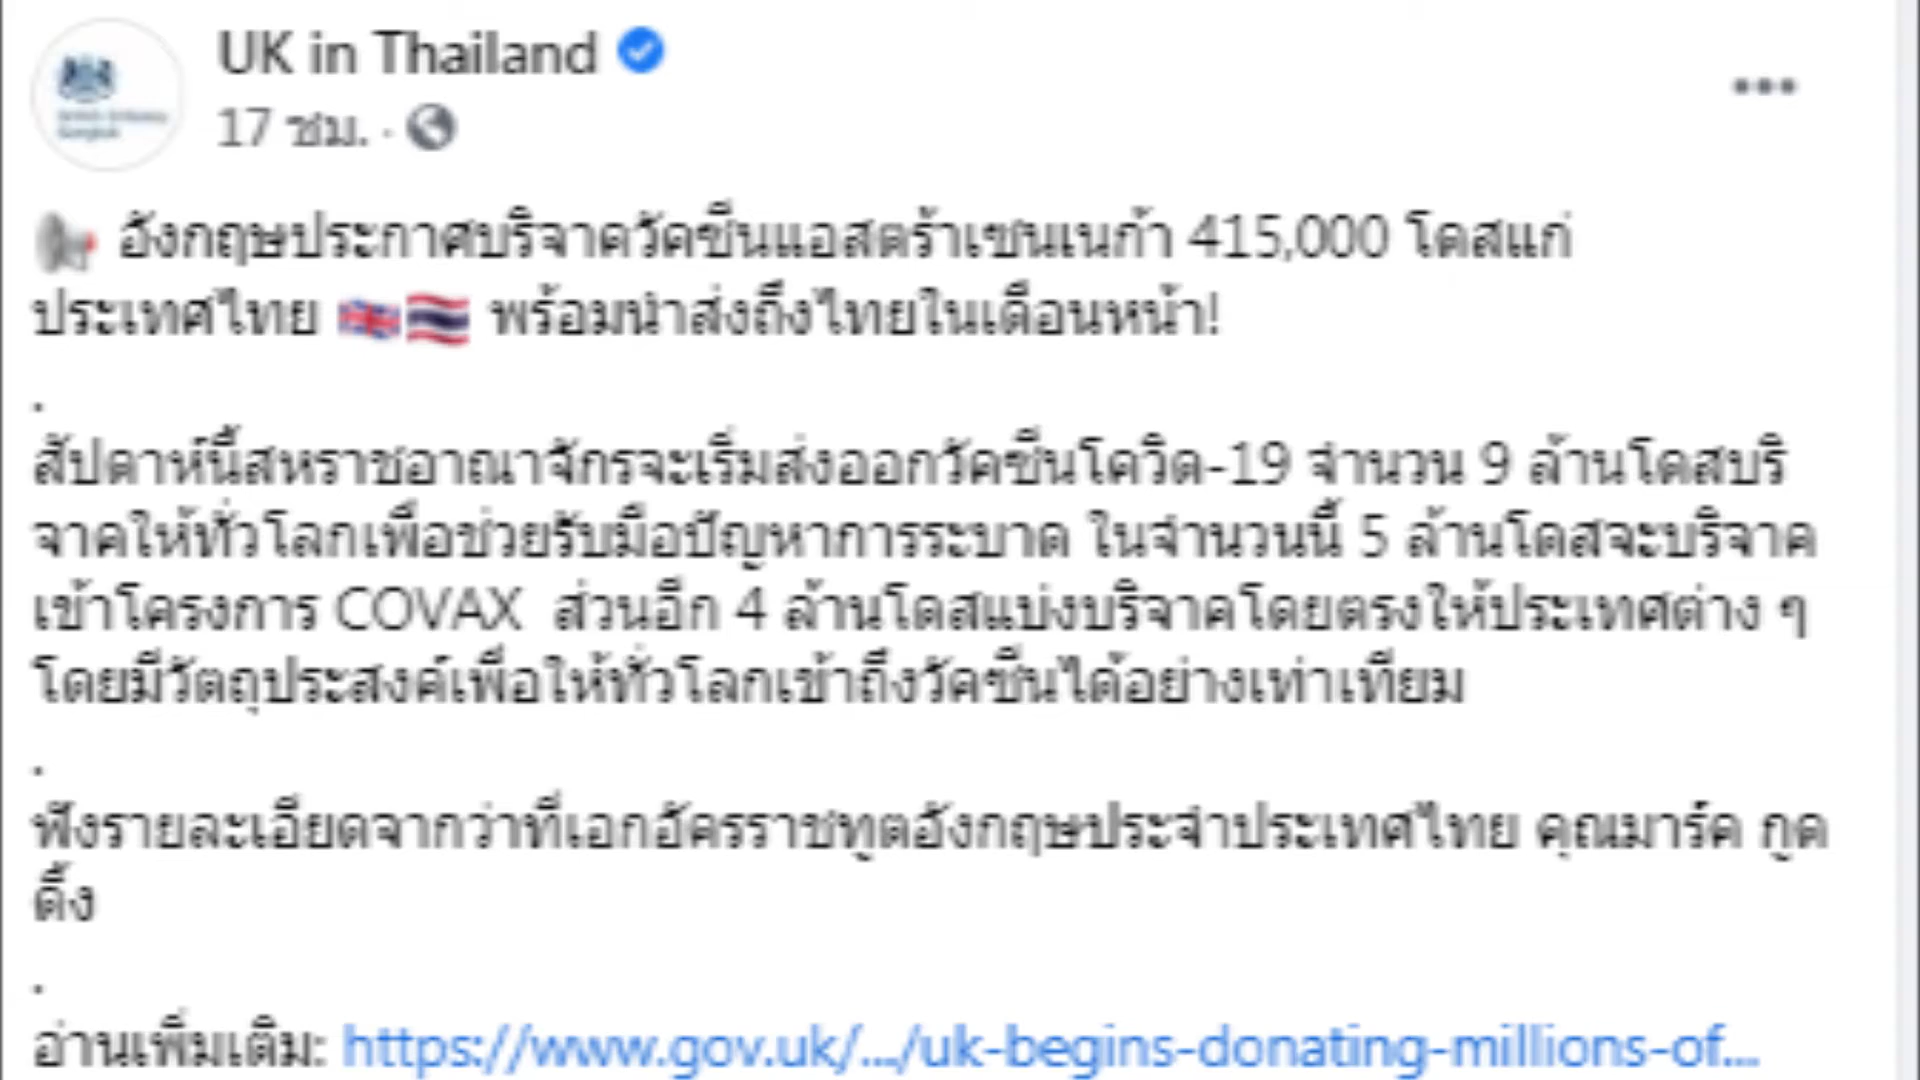 UK in Thailand
17 ชม. ·
อังกฤษประกาศบริจาควัคซีนแอสตร้าเซนเนก้า 415,000 โดสแก่
ประเทศไทย 🇬🇧🇹🇭 พร้อมนำส่งถึงไทยในเดือนหน้า!
.
สัปดาห์นี้สหราชอาณาจักรจะเริ่มส่งออกวัคซีนโควิด-19 จำนวน 9 ล้านโดสบริ
จาคให้ทั่วโลกเพื่อช่วยรับมือปัญหาการระบาด ในจำนวนนี้ 5 ล้านโดสจะบริจาค
เข้าโครงการ COVAX ส่วนอีก 4 ล้านโดสแบ่งบริจาคโดยตรงให้ประเทศต่าง ๆ
โดยมีวัตถุประสงค์เพื่อให้ทั่วโลกเข้าถึงวัคซีนได้อย่างเท่าเทียม
.
ฟังรายละเอียดจากว่าที่เอกอัครราชทูตอังกฤษประจำประเทศไทย คุณมาร์ค กูด
ดิ้ง
.
อ่านเพิ่มเติม: https://www.gov.uk/.../uk-begins-donating-millions-of...